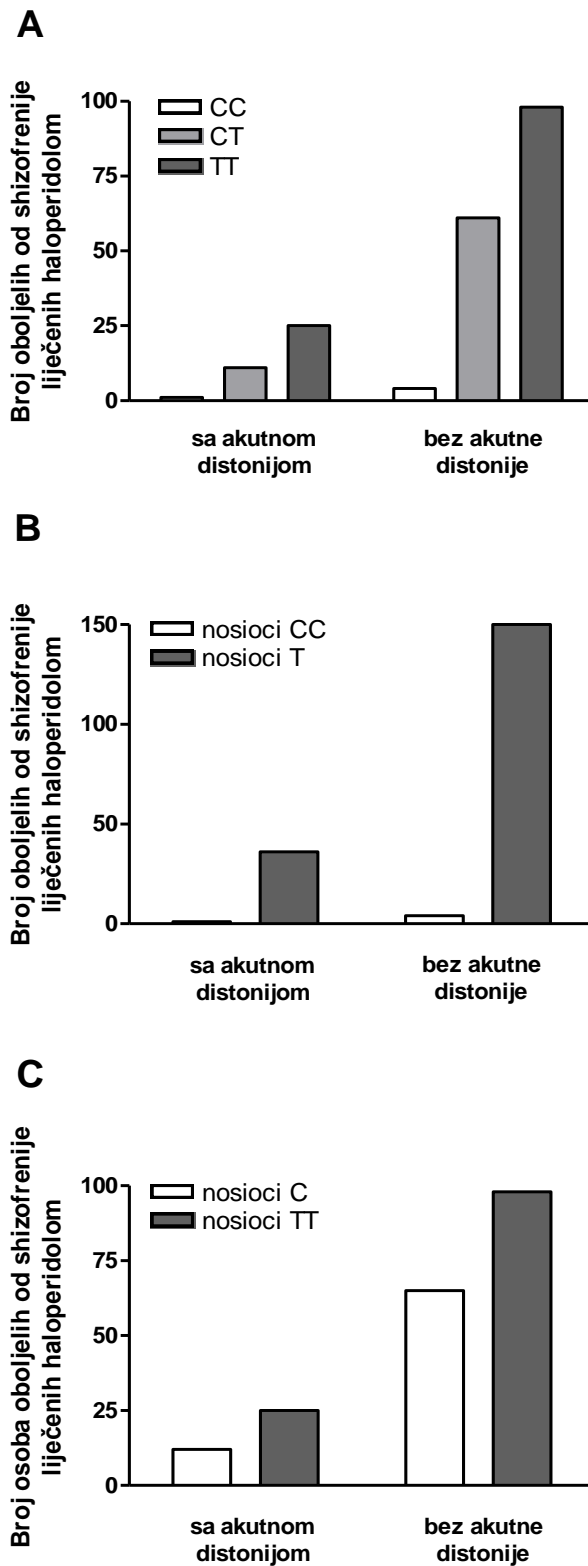 A
Broj oboljelih od shizofrenije
liječenih haloperidolom
100
75
50
25
0
CC
CT
TT
sa akutnom
distonijom
bez akutne
distonije
B
Broj oboljelih od shizofrenije
liječenih haloperidolom
150
100
50
0
nosioci CC
nosioci T
sa akutnom
distonijom
bez akutne
distonije
C
Broj osoba oboljelih od shizofrenije
liječenih haloperidolom
100
75
50
25
0
nosioci C
nosioci TT
sa akutnom
distonijom
bez akutne
distonije